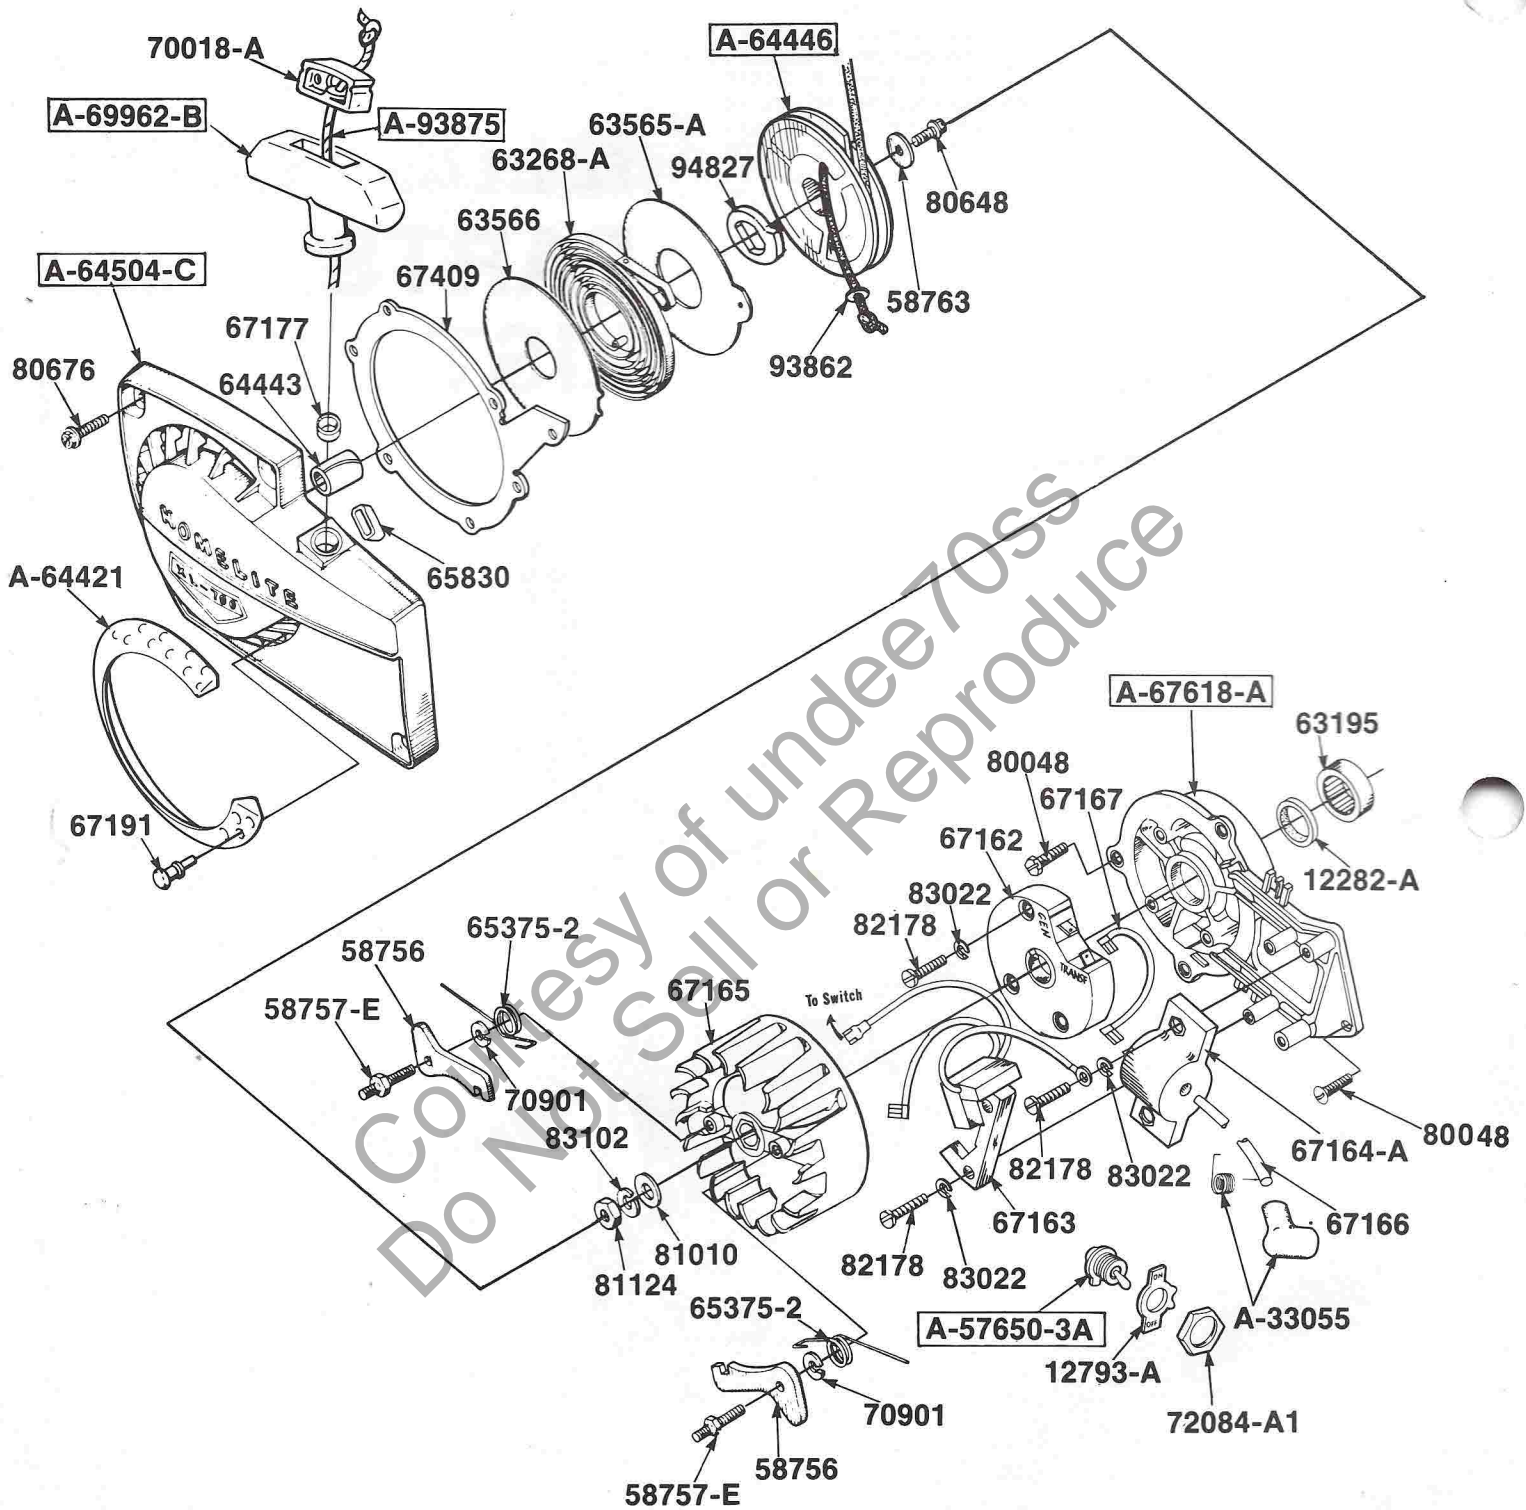 70018-A
A-64446
A-69962-B
A-93875
63565-A
63268-A
94827
80648
63566
A-64504-C
67409
58763
67177
93862
80676
64443
HOMELITE
XL-700
65830
A-64421
A-67618-A
63195
80048
67167
67191
67162
12282-A
83022
82178
GEN
TRANSF
65375-2
58756
67165
To Switch
58757-E
70901
83102
80048
67164-A
82178
83022
67163
67166
81010
82178
83022
81124
ON
OFF
65375-2
A-57650-3A
A-33055
12793-A
70901
72084-A1
58756
58757-E
Courtesy of undee70ss
Do Not Sell or Reproduce